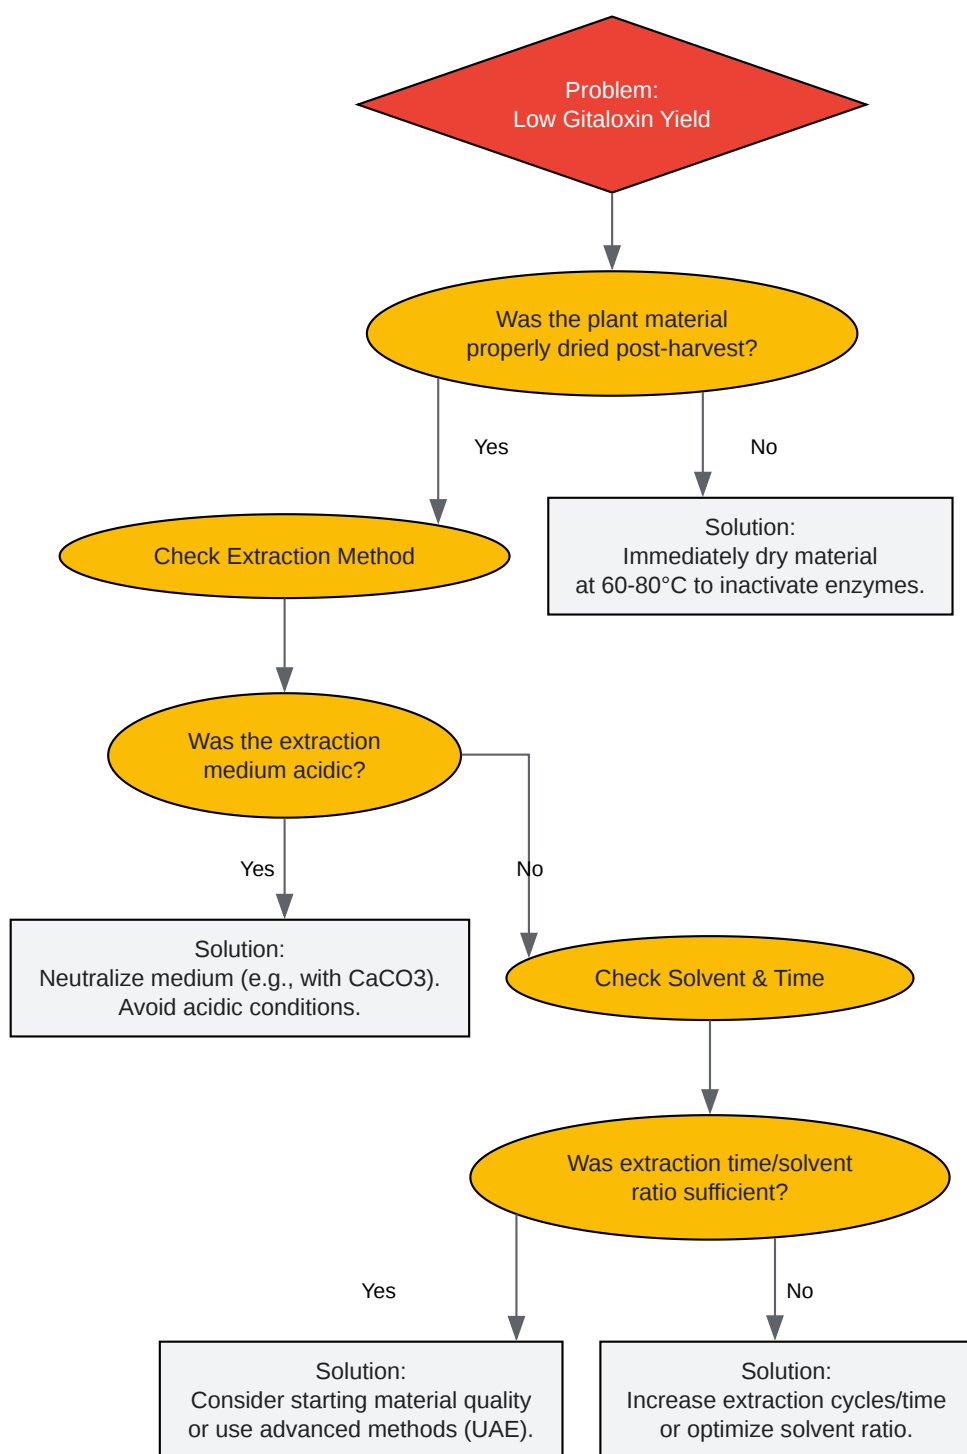 Problem:
Low Gitaloxin Yield
Was the plant material
properly dried post-harvest?
Yes
No
Solution:
Immediately dry material
at 60-80°C to inactivate enzymes.
Check Extraction Method
Was the extraction
medium acidic?
Yes
No
Solution:
Neutralize medium (e.g., with CaCO3).
Avoid acidic conditions.
Check Solvent & Time
Was extraction time/solvent
ratio sufficient?
Yes
No
Solution:
Consider starting material quality
or use advanced methods (UAE).
Solution:
Increase extraction cycles/time
or optimize solvent ratio.